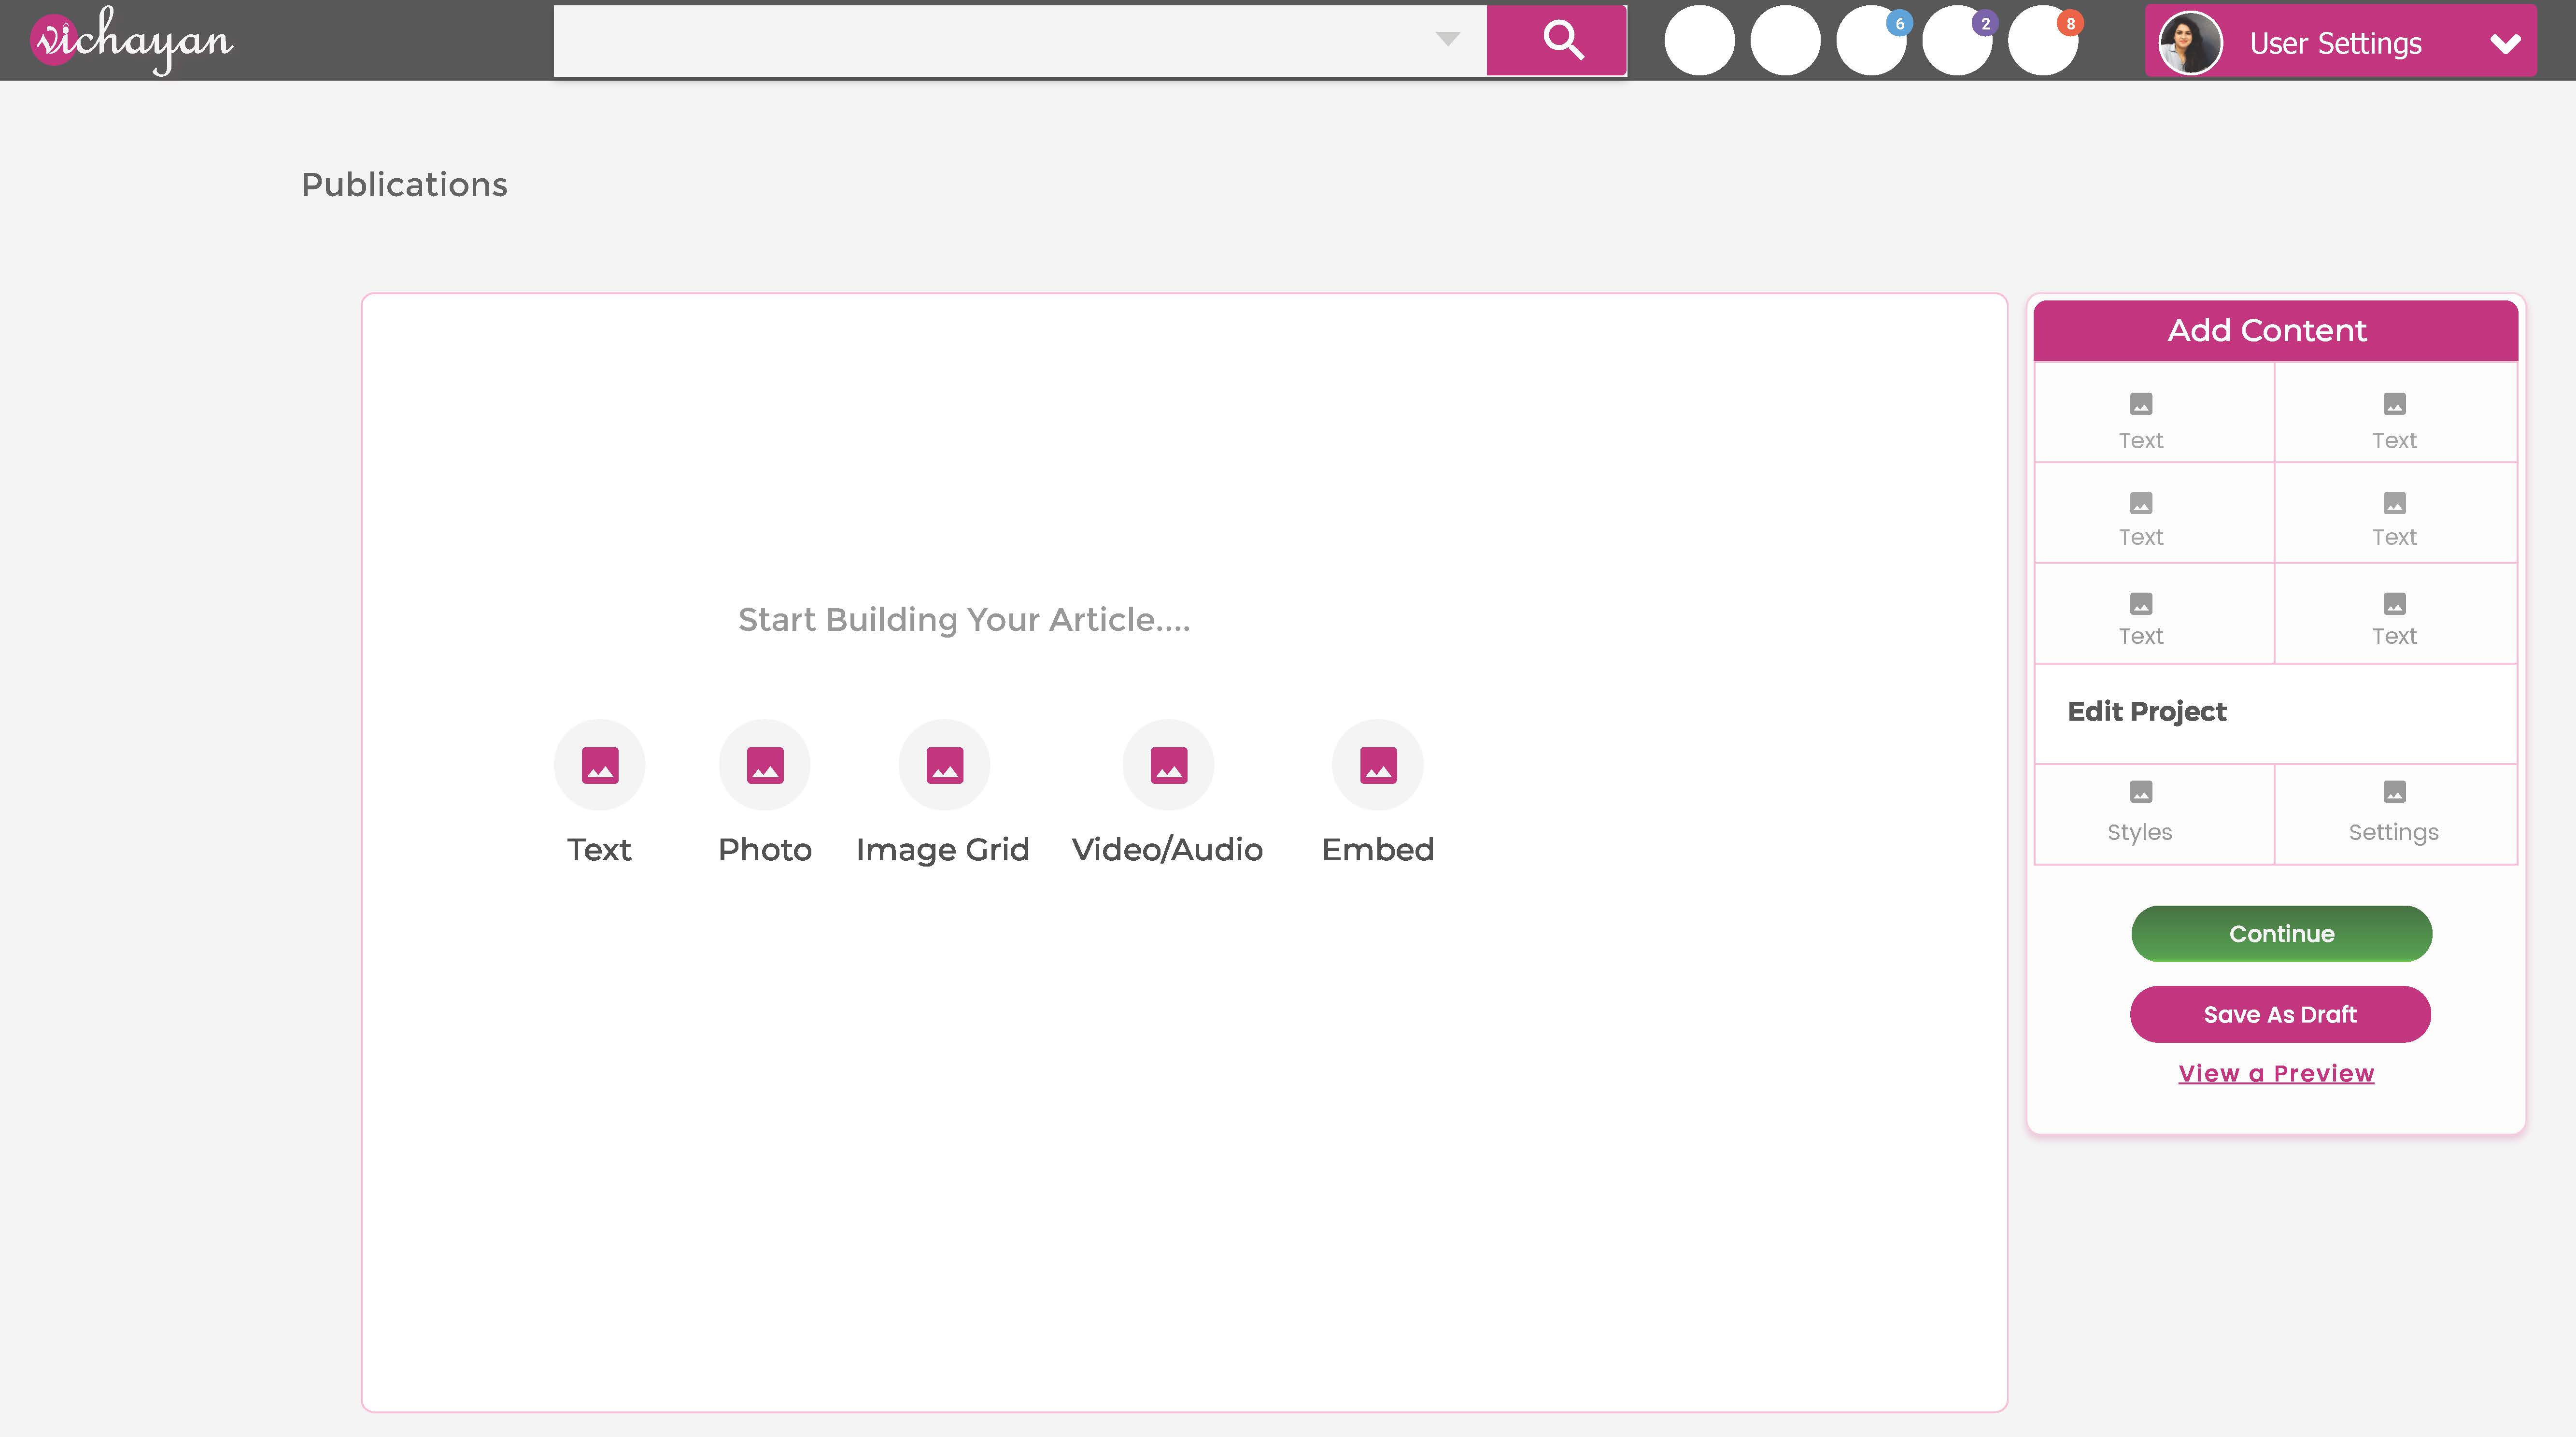 vichayan
6
2
8
User Settings
Publications
Add Content
Text
Text
Text
Text
Text
Text
Edit Project
Styles
Settings
Continue
Save As Draft
View a Preview
Start Building Your Article....
Text
Photo
Image Grid
Video/Audio
Embed